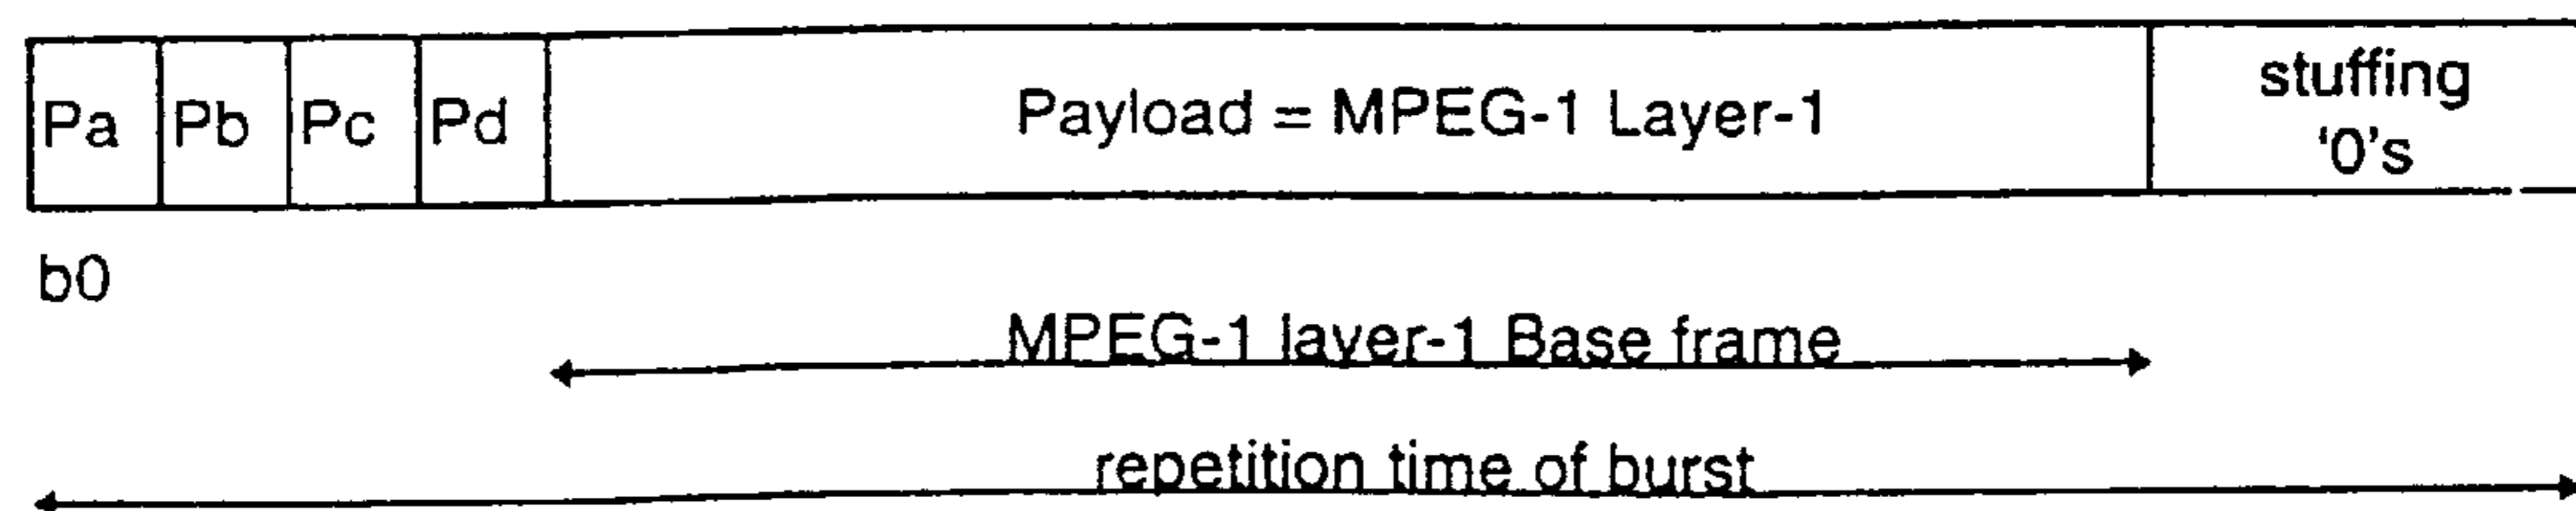 Pa Pb Pc Pd Payload = MPEG-1 Layer-1 stuffing
'0's
b0
MPEG-1 layer-1 Base frame
repetition time of burst